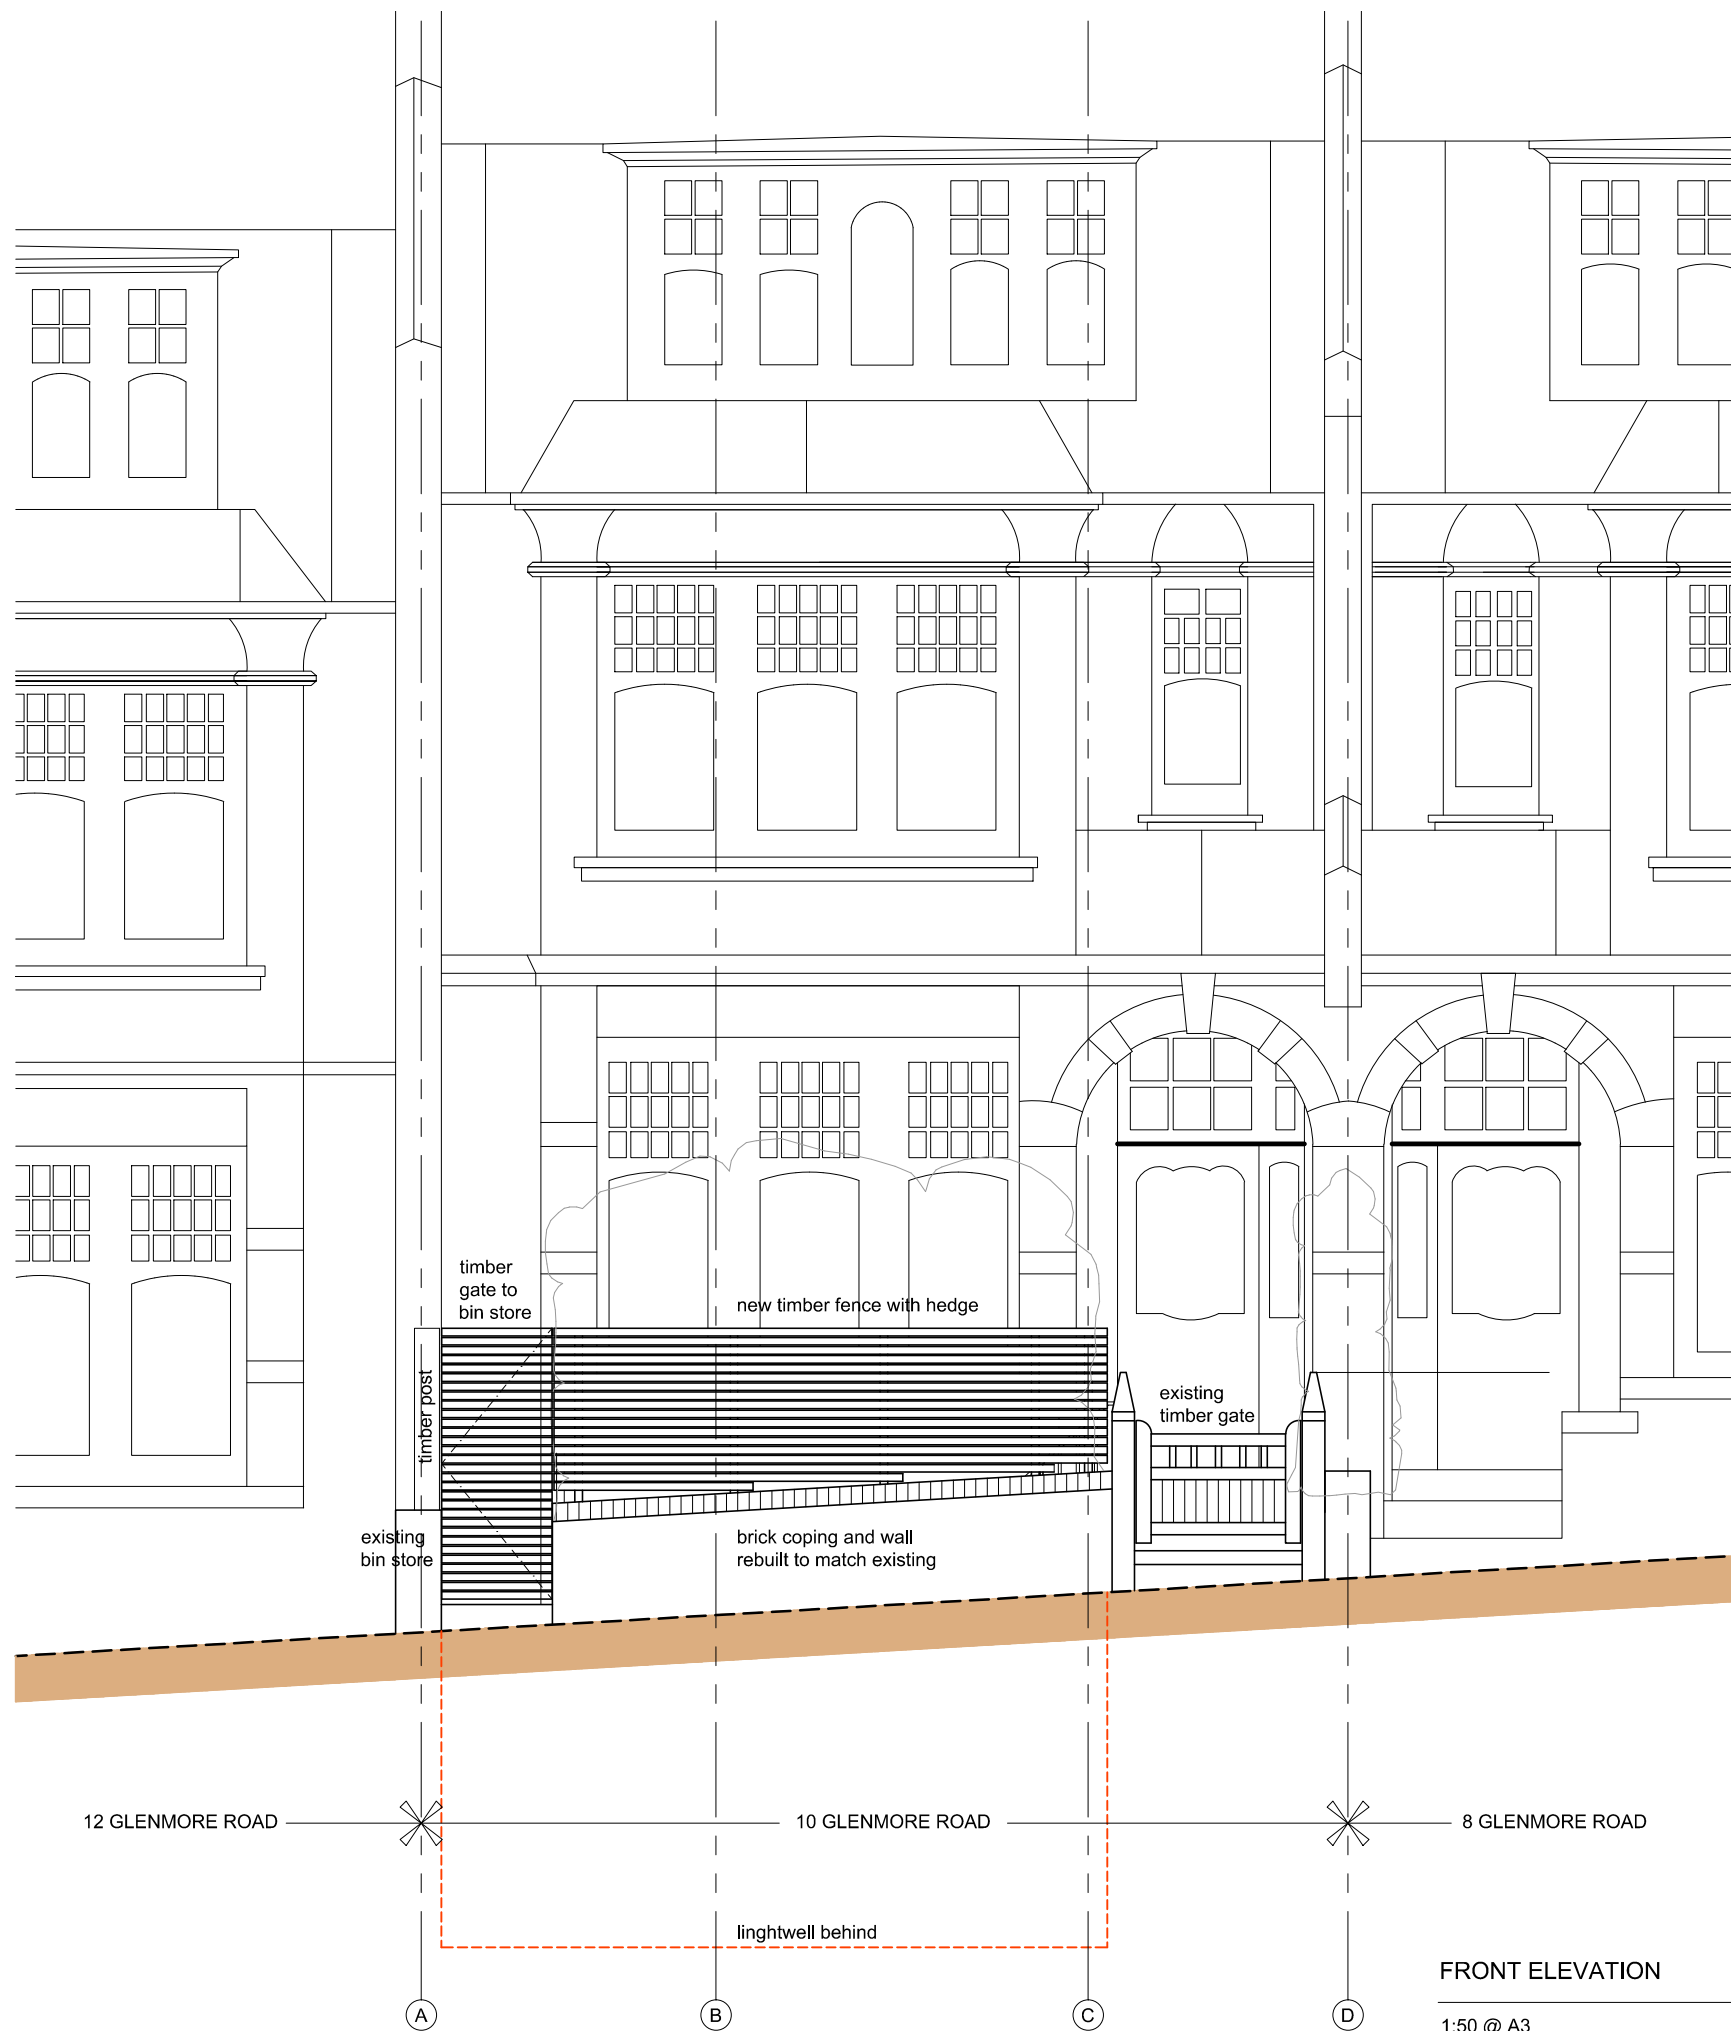 timber
gate to
bin store
new timber fence with hedge
timber post
existing
timber gate
existing
bin store
brick coping and wall
rebuilt to match existing
12 GLENMORE ROAD
10 GLENMORE ROAD
8 GLENMORE ROAD
linghtwell behind
FRONT ELEVATION
1:50 @ A3
A
B
C
D